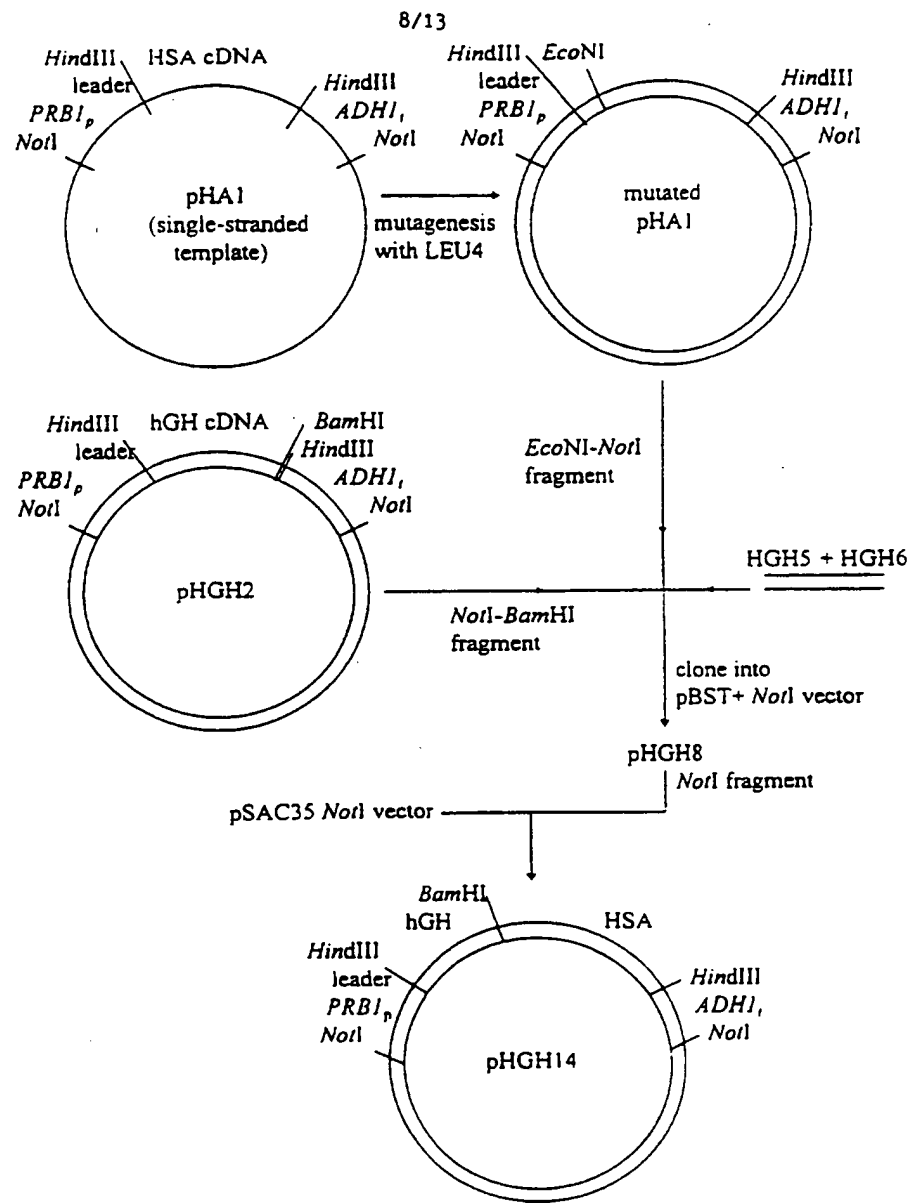 8/13
HindIII
HSA cDNA
leader
PRB1p
NotI
HindIII
ADH1t
NotI
pHA1
(single-stranded
template)
mutagenesis
with LEU4
HindIII
EcoNI
leader
PRB1p
NotI
HindIII
ADH1t
NotI
mutated
pHA1
HindIII
hGH cDNA
leader
PRB1p
NotI
BamHI
HindIII
ADH1t
NotI
pHGH2
EcoNI-NotI
fragment
NotI-BamHI
fragment
HGH5 + HGH6
clone into
pBST+ NotI vector
pHGH8
NotI fragment
pSAC35 NotI vector
BamHI
hGH
HSA
HindIII
leader
PRB1p
NotI
HindIII
ADH1t
NotI
pHGH14